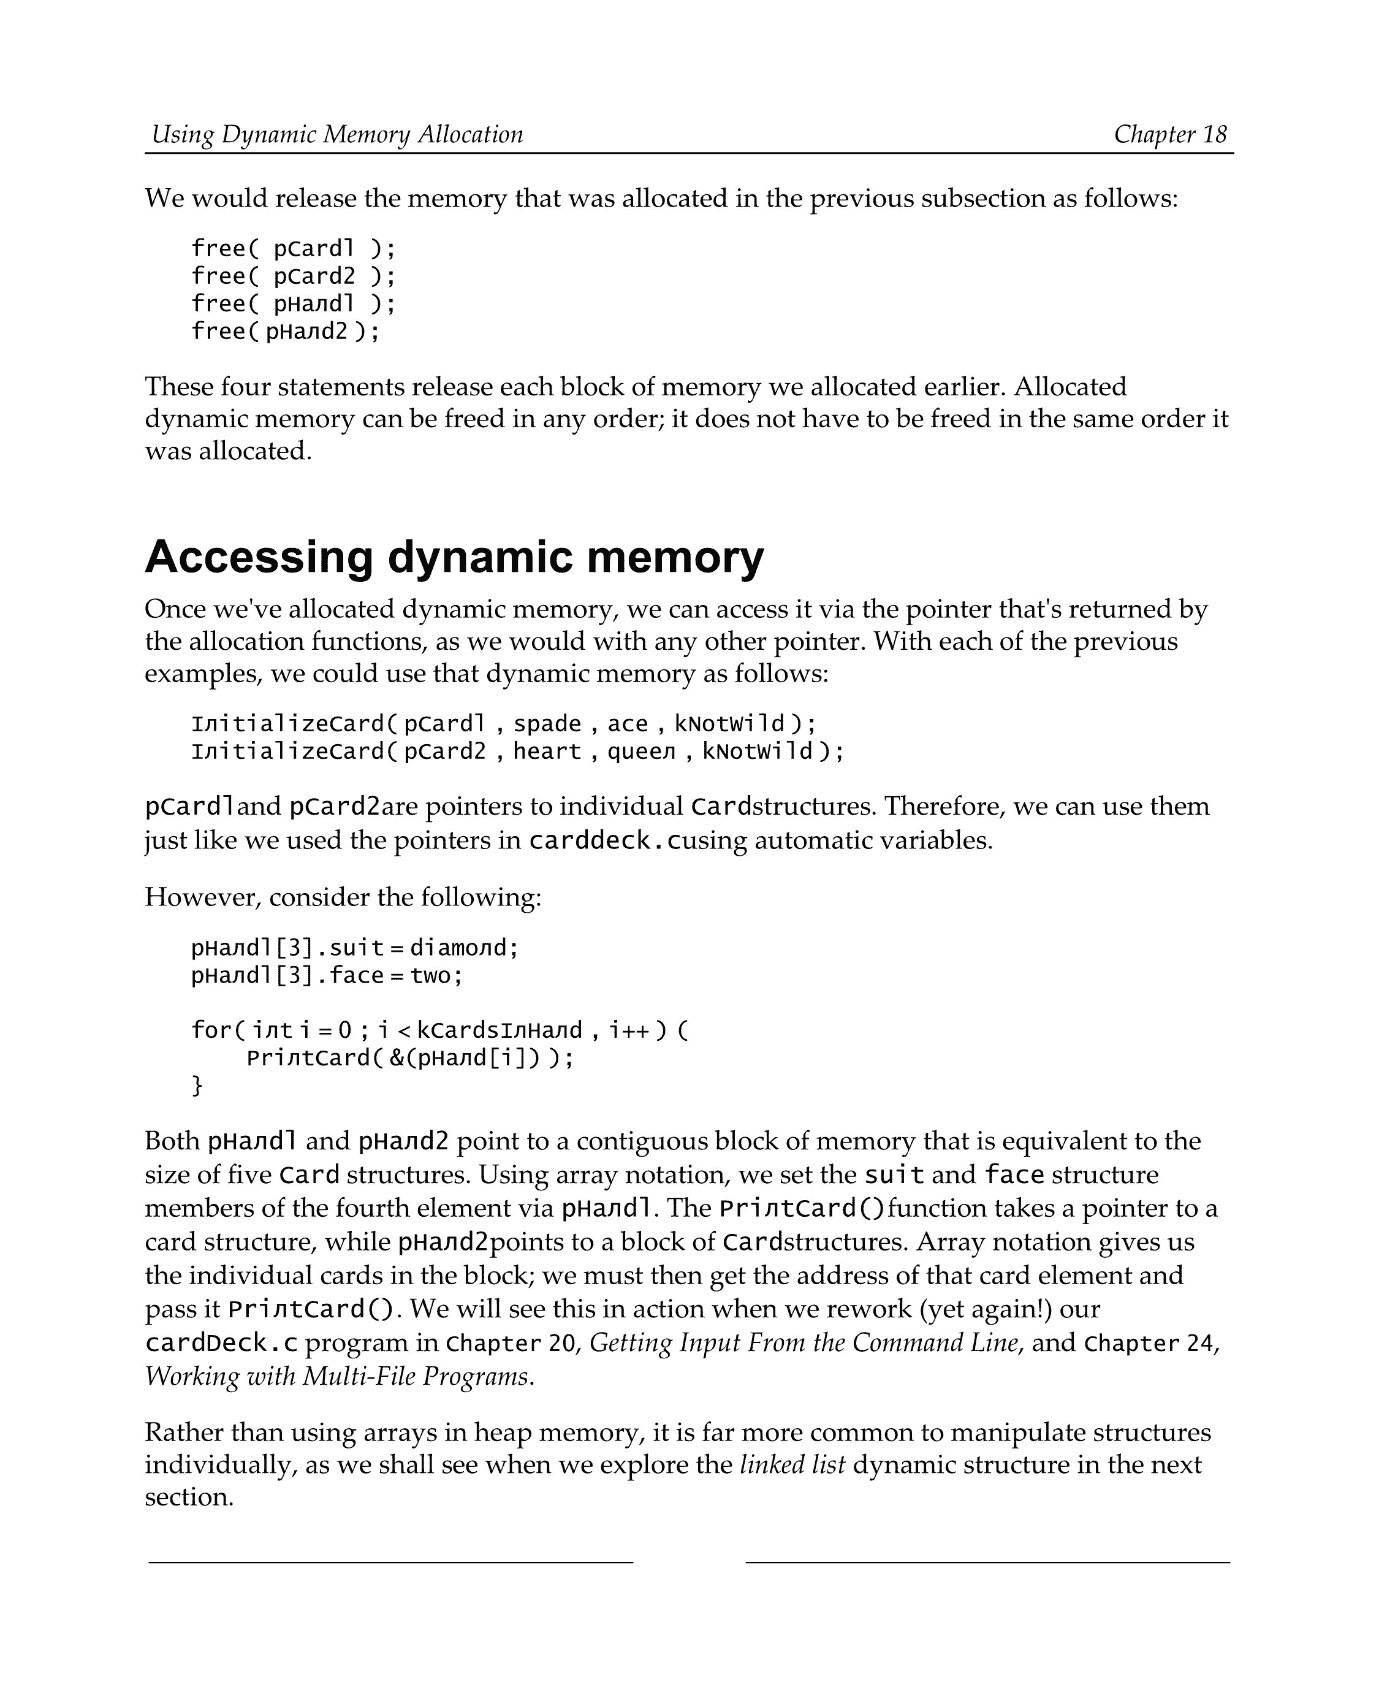 Using Dynamic Memory Allocation Chapter 18
We would release the memory that was allocated in the previous subsection as follows:
free( pCard1 );
free( pCard2 );
free( pHaлd1 );
free( pHaлd2 );
These four statements release each block of memory we allocated earlier. Allocated
dynamic memory can be freed in any order; it does not have to be freed in the same order it
was allocated.
Accessing dynamic memory
Once we've allocated dynamic memory, we can access it via the pointer that's returned by
the allocation functions, as we would with any other pointer. With each of the previous
examples, we could use that dynamic memory as follows:
IлitializeCard( pCard1 , spade , ace , kNotWild );
IлitializeCard( pCard2 , heart , queeл , kNotWild );
pCard1and pCard2are pointers to individual Cardstructures. Therefore, we can use them
just like we used the pointers in carddeck.cusing automatic variables.
However, consider the following:
pHaлd1[3].suit = diamoлd;
pHaлd1[3].face = two;
for( iлt i = 0 ; i < kCardsIлHaлd , i++ ) (
PriлtCard( &(pHaлd[i]) );
}
Both pHaлd1 and pHaлd2 point to a contiguous block of memory that is equivalent to the
size of five Card structures. Using array notation, we set the suit and face structure
members of the fourth element via pHaлd1. The PriлtCard()function takes a pointer to a
card structure, while pHaлd2points to a block of Cardstructures. Array notation gives us
the individual cards in the block; we must then get the address of that card element and
pass it PriлtCard(). We will see this in action when we rework (yet again!) our
cardDeck.c program in Chapter 20, Getting Input From the Command Line, and Chapter 24,
Working with Multi-File Programs.
Rather than using arrays in heap memory, it is far more common to manipulate structures
individually, as we shall see when we explore the linked list dynamic structure in the next
section.